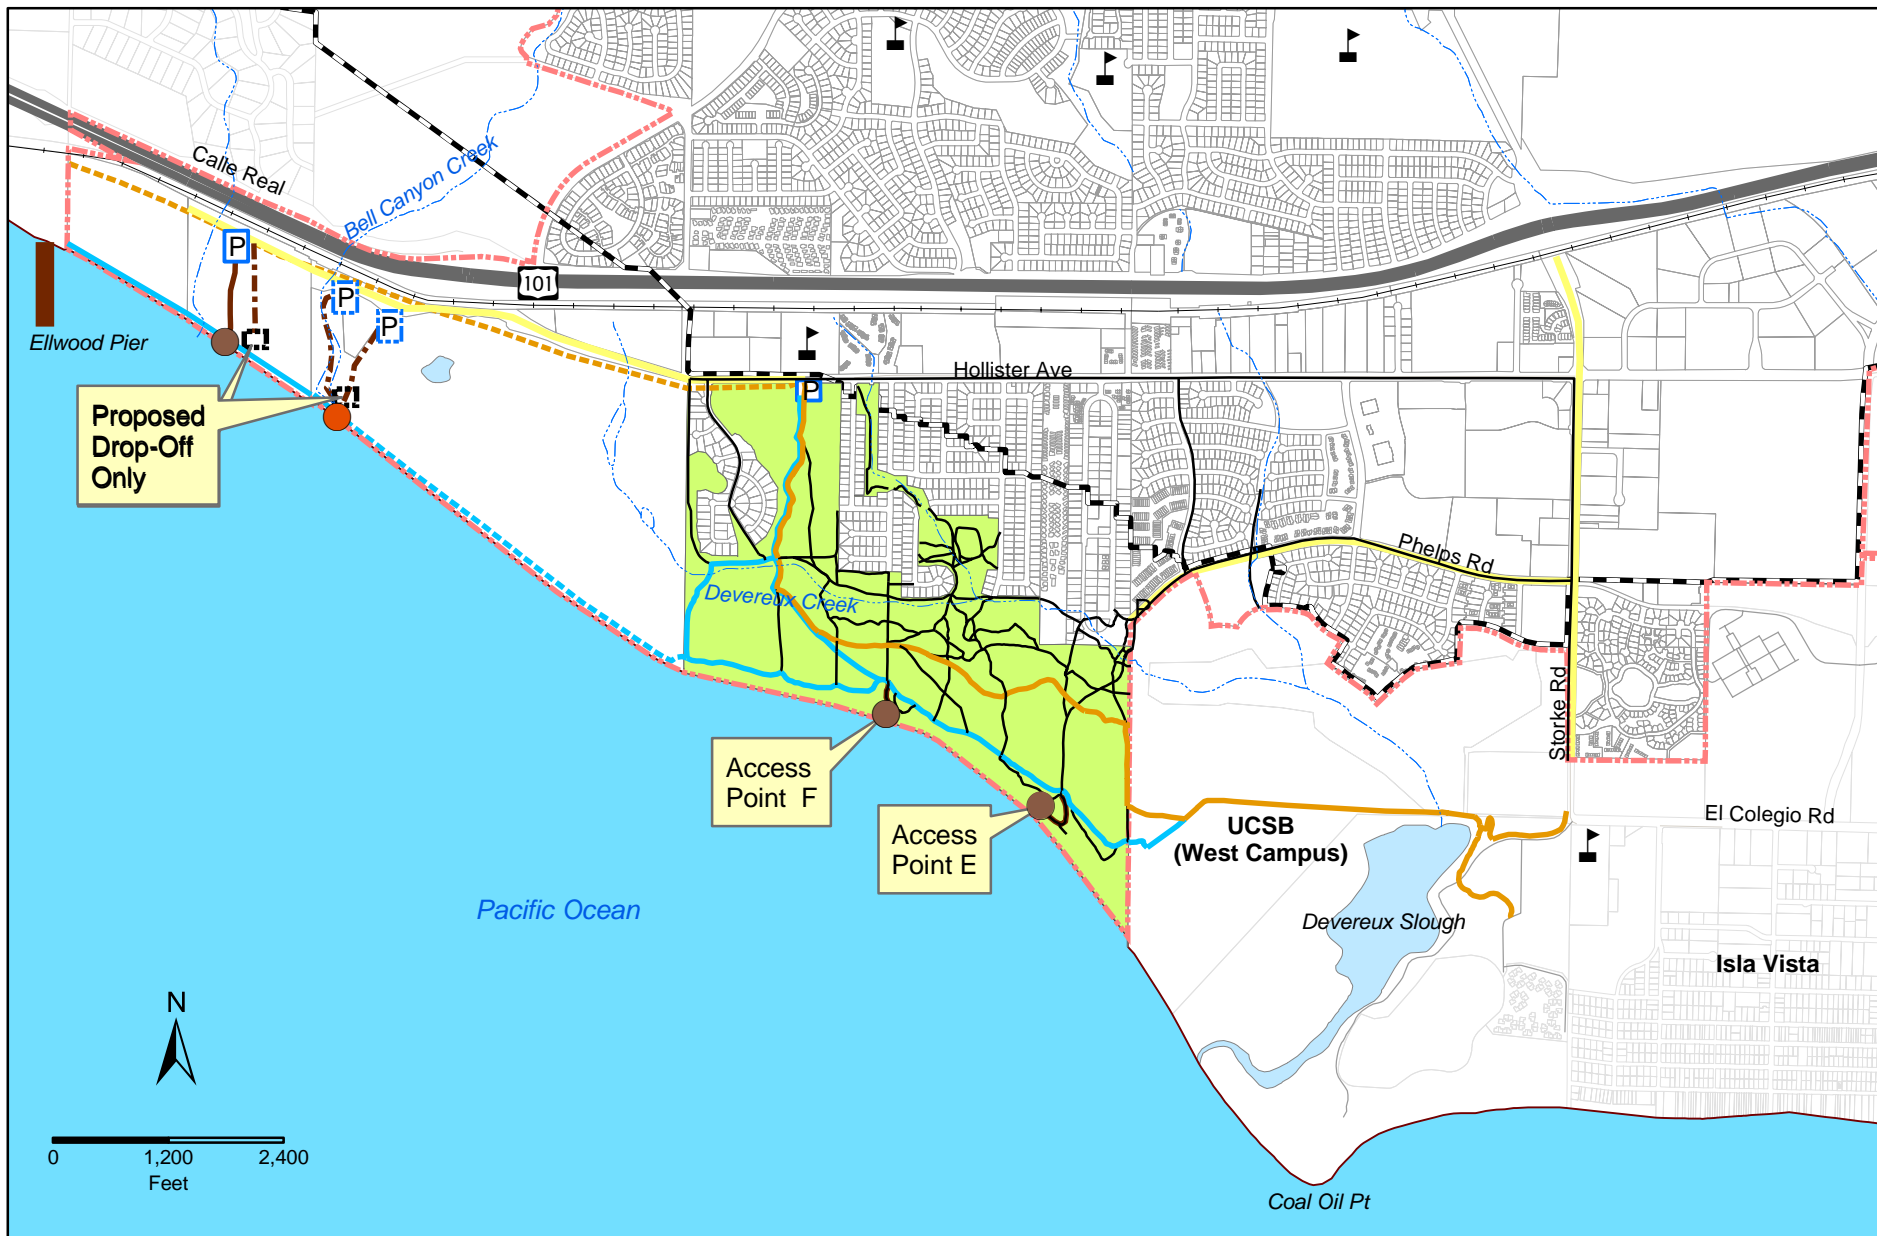 Calle Real
Bell Canyon Creek
P
P
P
101
Ellwood Pier
Hollister Ave
P
Proposed
Drop-Off
Only
Phelps Rd
Devereux Creek
P
Storke Rd
Access
Point F
Access
Point E
UCSB
(West Campus)
El Colegio Rd
Pacific Ocean
Devereux Slough
Isla Vista
N
0 1,200 2,400
Feet
Coal Oil Pt